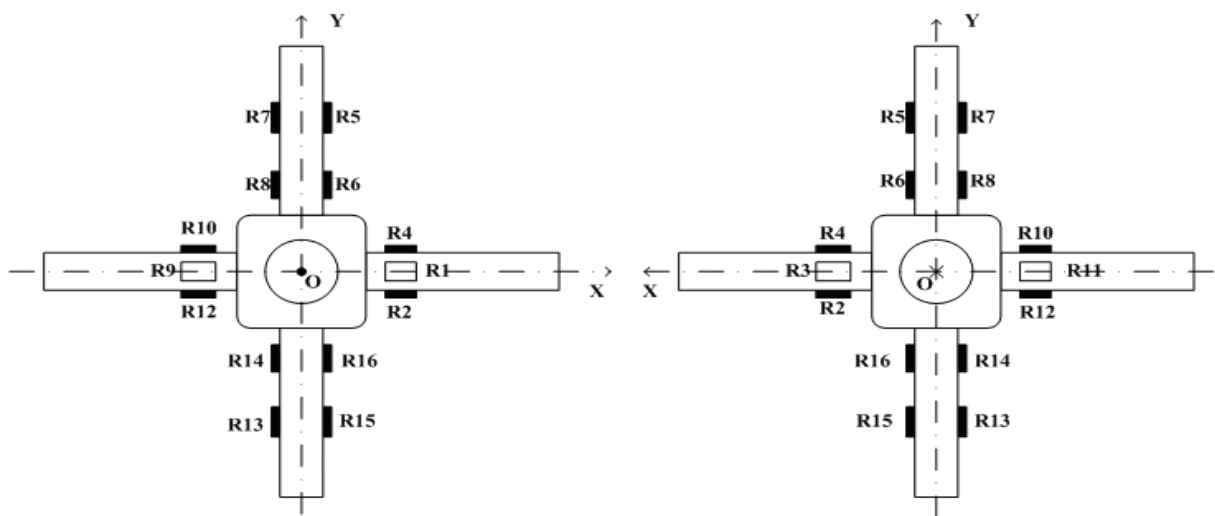 Y
R7 R5
R8 R6
R10 R4
R9 R1
O X
R12 R2
R14 R16
R13 R15
Y
R5 R7
R6 R8
R4 R10
R3 R11
X O
R2 R12
R16 R14
R15 R13